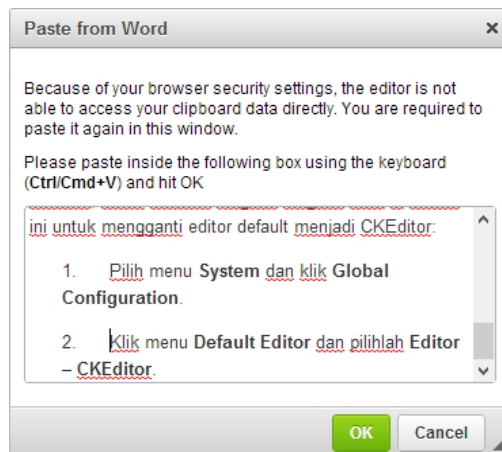 Paste from Word
Because of your browser security settings, the editor is not
able to access your clipboard data directly. You are required to
paste it again in this window.
Please paste inside the following box using the keyboard
(Ctrl/Cmd+V) and hit OK
ini untuk mengganti editor default menjadi CKEditor:
1. Pilih menu System dan klik Global
Configuration.
2. Klik menu Default Editor dan pilihlah Editor
– CKEditor.
OK Cancel